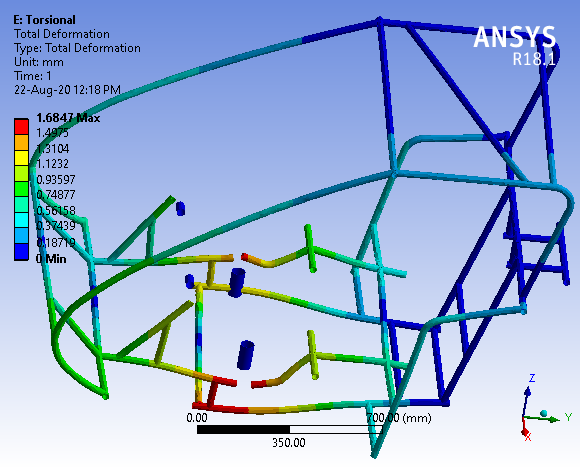 E: Torsional
Total Deformation
Type: Total Deformation
Unit: mm
Time: 1
22-Aug-20 12:18 PM
ANSYS
R18.1
1.6847 Max
1.4975
1.3104
1.1232
0.93597
0.74877
0.56158
0.37439
0.18719
0 Min
0.00
700.00 (mm)
350.00
Z
Y
X